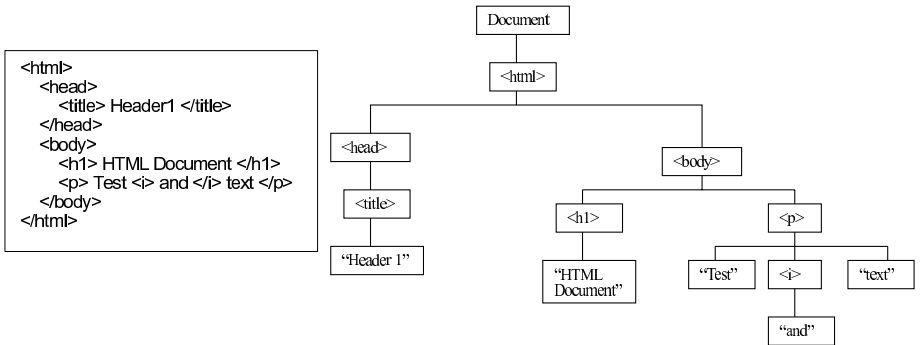 <html>
<head>
<title> Header1 </title>
</head>
<body>
<h1> HTML Document </h1>
<p> Test <i> and </i> text </p>
</body>
</html>
Document
<html>
<head>
<body>
<title>
<h1>
<p>
“Header 1”
“HTML
Document”
“Test”
<i>
“text”
“and”